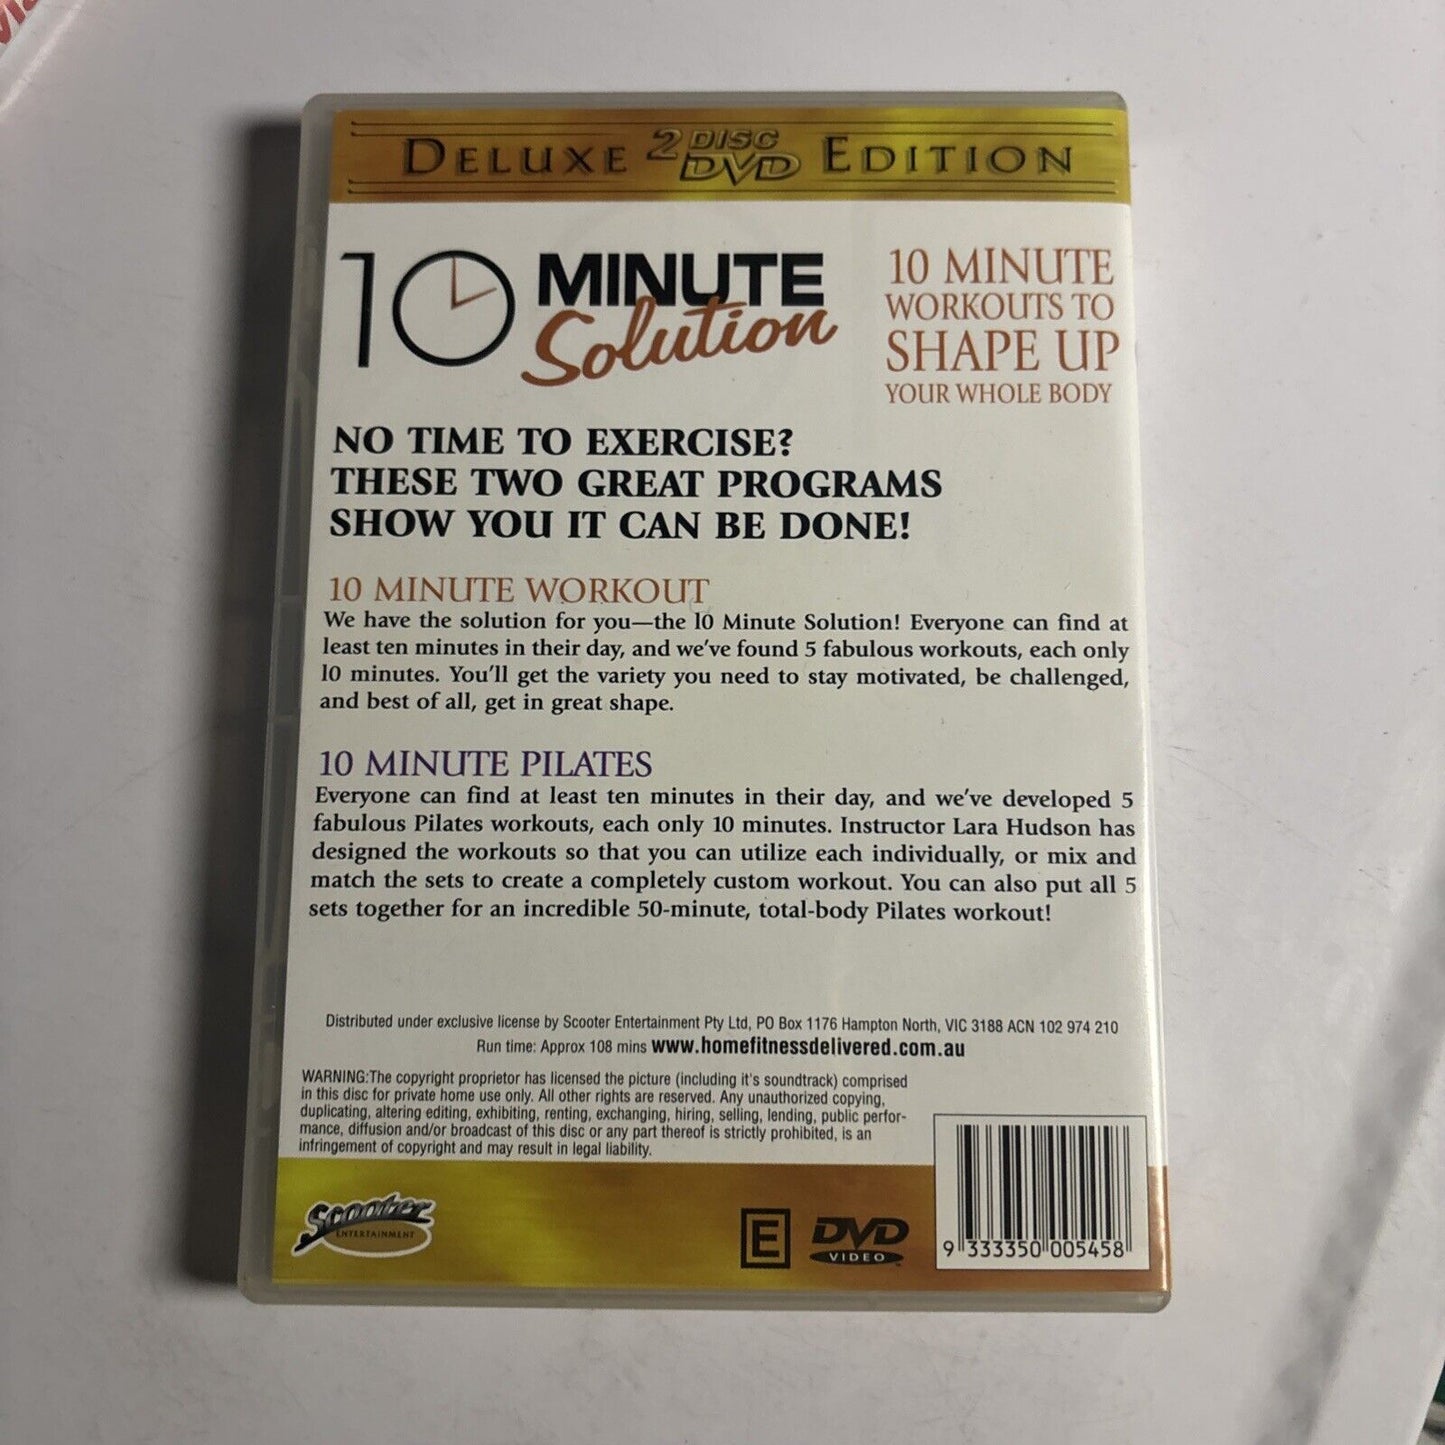 DELUXE 2 DISC DVD EDITION
10 MINUTE
Solution
10 MINUTE
WORKOUTS TO
SHAPE UP
YOUR WHOLE BODY
NO TIME TO EXERCISE?
THESE TWO GREAT PROGRAMS
SHOW YOU IT CAN BE DONE!
10 MINUTE WORKOUT
We have the solution for you—the 10 Minute Solution! Everyone can find at
least ten minutes in their day, and we've found 5 fabulous workouts, each only
10 minutes. You'll get the variety you need to stay motivated, be challenged,
and best of all, get in great shape.
10 MINUTE PILATES
Everyone can find at least ten minutes in their day, and we've developed 5
fabulous Pilates workouts, each only 10 minutes. Instructor Lara Hudson has
designed the workouts so that you can utilize each individually, or mix and
match the sets to create a completely custom workout. You can also put all 5
sets together for an incredible 50-minute, total-body Pilates workout!
Distributed under exclusive license by Scooter Entertainment Pty Ltd, PO Box 1176 Hampton North, VIC 3188 ACN 102 974 210
Run time: Approx 108 mins www.homefitnessdelivered.com.au
WARNING:The copyright proprietor has licensed the picture (including it's soundtrack) comprised
in this disc for private home use only. All other rights are reserved. Any unauthorized copying,
duplicating, altering editing, exhibiting, renting, exchanging, hiring, selling, lending, public perfor-
mance, diffusion and/or broadcast of this disc or any part thereof is strictly prohibited, is an
infringement of copyright and may result in legal liability.
Scooter
ENTERTAINMENT
E
DVD
VIDEO
9 333350 005458